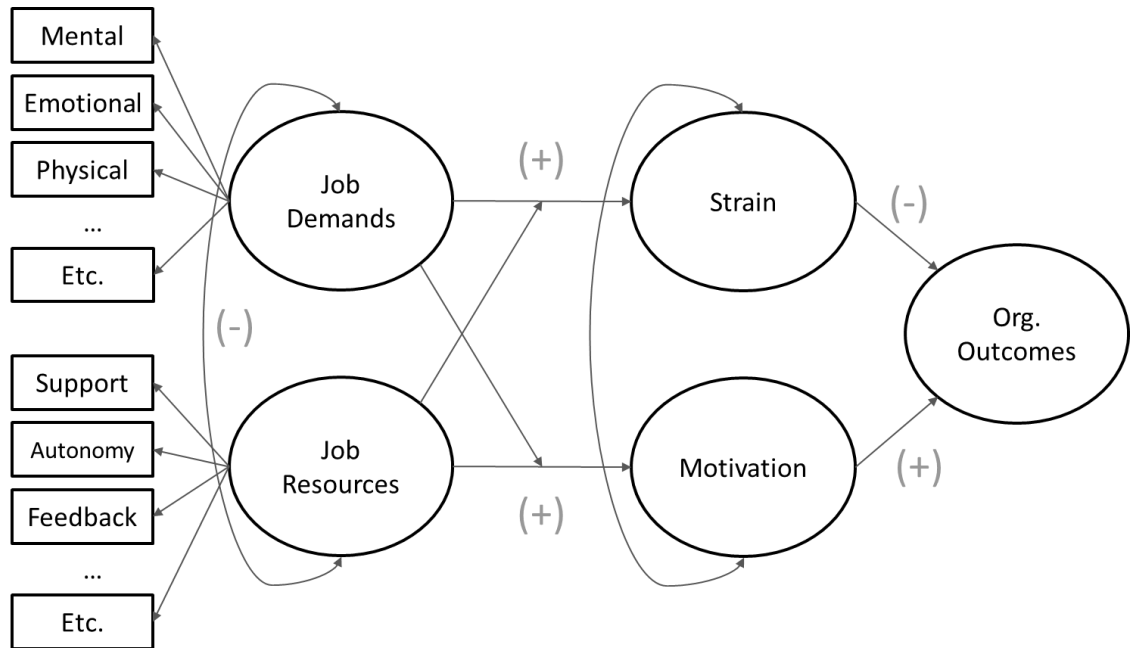 Mental
Emotional
Physical
...
Etc.
Support
Autonomy
Feedback
...
Etc.
Job
Demands
Job
Resources
(-)
(+)
(+)
Strain
Motivation
(-)
(+)
Org.
Outcomes